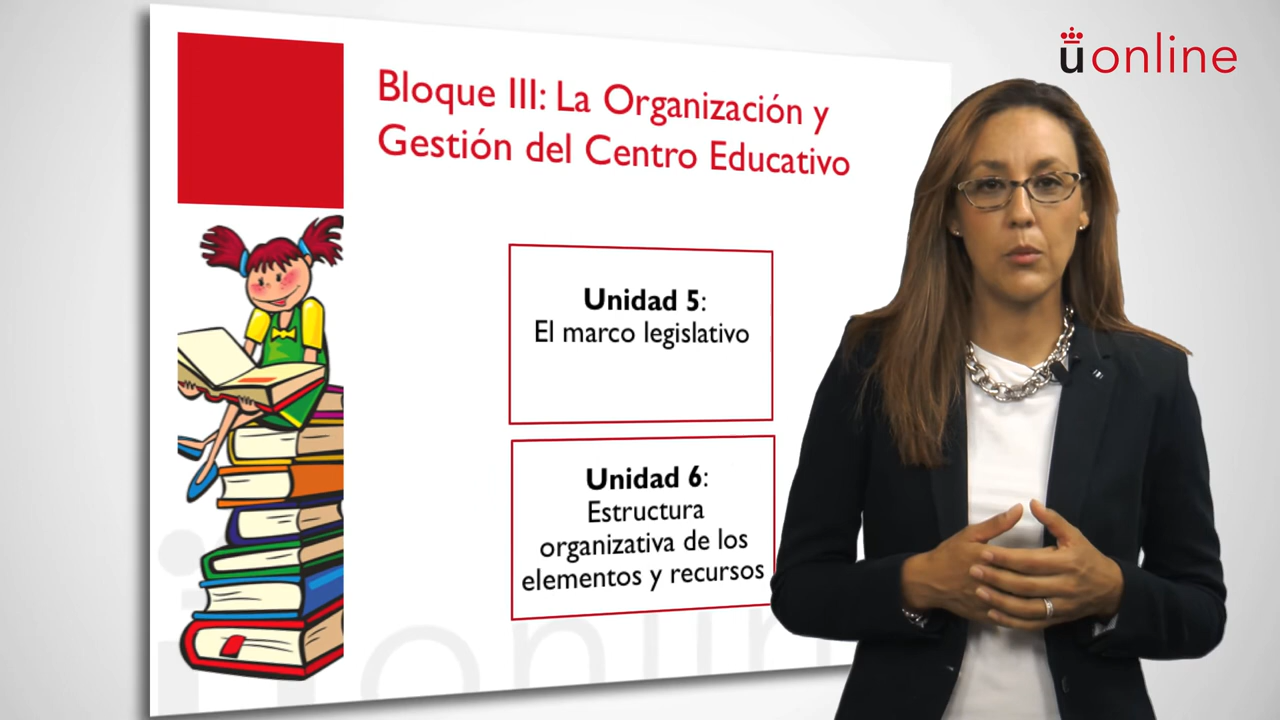 uonline
Bloque III: La Organización y
Gestión del Centro Educativo
Unidad 5:
El marco legislativo
Unidad 6:
Estructura
organizativa de los
elementos y recursos
online